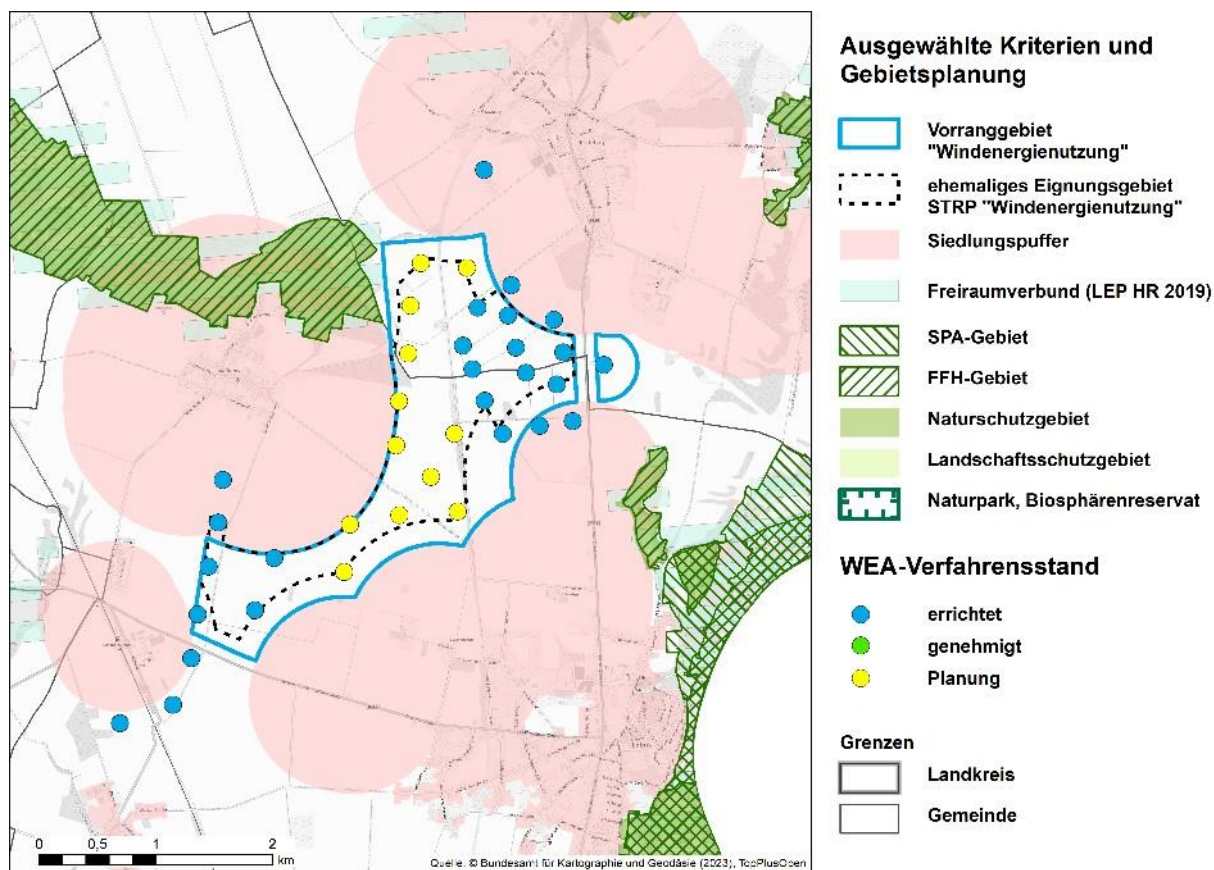 Ausgewählte Kriterien und
Gebietsplanung
Vorranggebiet
"Windenergienutzung"
ehemaliges Eignungsgebiet
STRP "Windenergienutzung"
Siedlungspuffer
Freiraumverbund (LEP HR 2019)
SPA-Gebiet
FFH-Gebiet
Naturschutzgebiet
Landschaftsschutzgebiet
Naturpark, Biosphärenreservat
WEA-Verfahrensstand
errichtet
genehmigt
Planung
Grenzen
Landkreis
Gemeinde
0 0,5 1 2
km
Quelle: © Bundesamt für Kartographie und Geodäsie (2023), TopPlusOpen